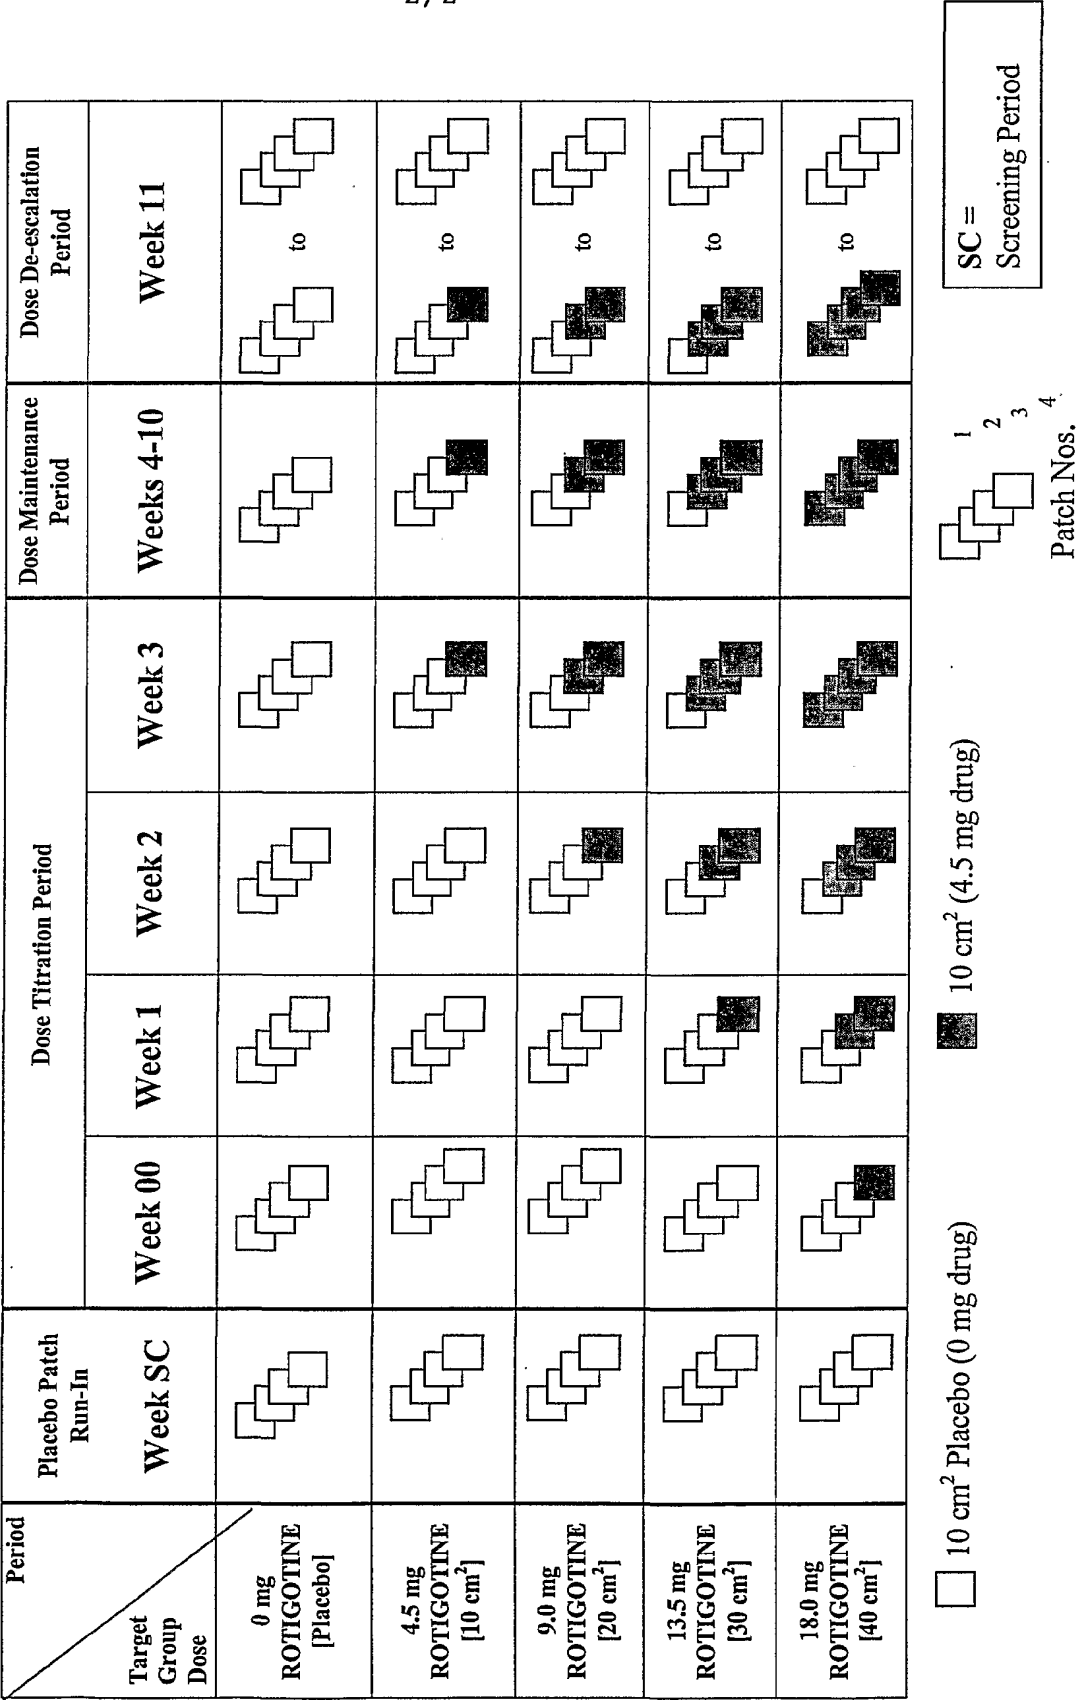 2/2
Period
Target
Group
Dose
Placebo Patch
Run-In
Dose Titration Period
Dose Maintenance
Period
Dose De-escalation
Period
Week SC
Week 00
Week 1
Week 2
Week 3
Weeks 4-10
Week 11
0 mg
ROTIGOTINE
[Placebo]
to
4.5 mg
ROTIGOTINE
[10 cm²]
to
9.0 mg
ROTIGOTINE
[20 cm²]
to
13.5 mg
ROTIGOTINE
[30 cm²]
to
18.0 mg
ROTIGOTINE
[40 cm²]
to
10 cm² Placebo (0 mg drug)
10 cm² (4.5 mg drug)
1
2
3
4
Patch Nos.
SC =
Screening Period